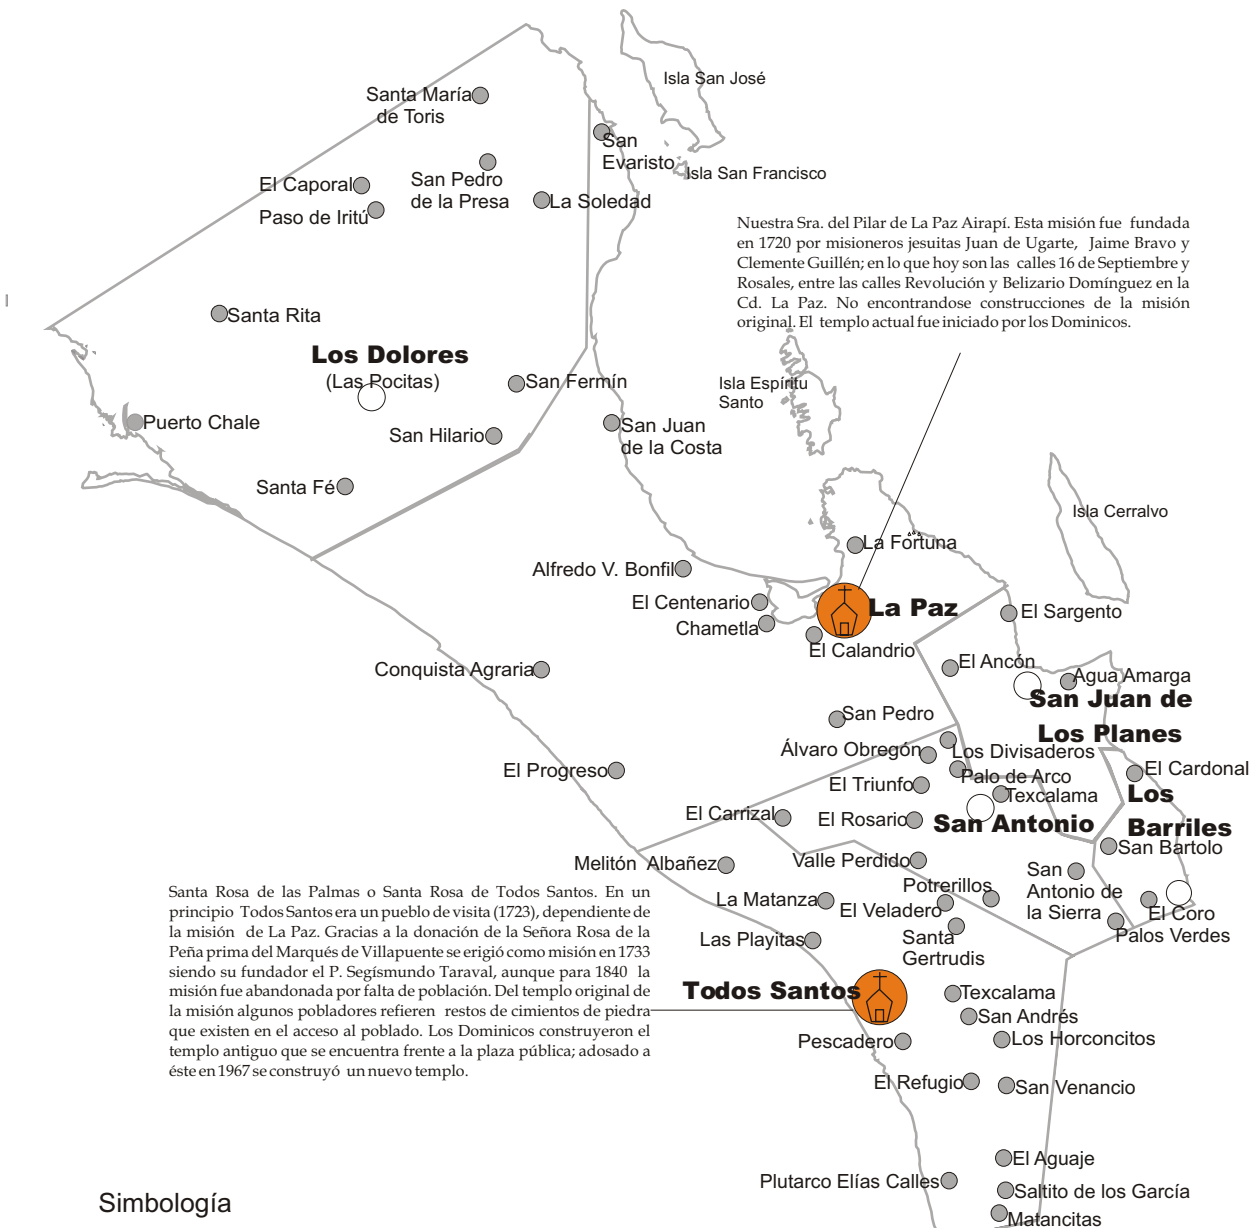 Isla San José
Santa María
de Toris
San
Evaristo
Isla San Francisco
San Pedro
de la Presa
El Caporal
La Soledad
Paso de Iritú
Nuestra Sra. del Pilar de La Paz Airapí. Esta misión fue fundada
en 1720 por misioneros jesuitas Juan de Ugarte, Jaime Bravo y
Clemente Guillén; en lo que hoy son las calles 16 de Septiembre y
Rosales, entre las calles Revolución y Belizario Domínguez en la
Cd. La Paz. No encontrandose construcciones de la misión
original. El templo actual fue iniciado por los Dominicos.
Santa Rita
Los Dolores
(Las Pocitas)
San Fermín
Isla Espíritu
Santo
Puerto Chale
San Hilario
San Juan
de la Costa
Santa Fé
Isla Cerralvo
La Fortuna
Alfredo V. Bonfil
El Centenario
La Paz
El Sargento
Chametla
El Calandrio
Conquista Agraria
El Ancón
Agua Amarga
San Juan de
Los Planes
San Pedro
Álvaro Obregón
Los Divisaderos
El Progreso
Palo de Arco
El Cardonal
El Triunfo
Texcalama
Los
Barriles
El Carrizal
El Rosario
San Antonio
San Bartolo
Melitón Albañez
Valle Perdido
San
Antonio de
la Sierra
Potrerillos
La Matanza
El Veladero
El Coro
Palos Verdes
Las Playitas
Santa
Gertrudis
Santa Rosa de las Palmas o Santa Rosa de Todos Santos. En un
principio Todos Santos era un pueblo de visita (1723), dependiente de
la misión de La Paz. Gracias a la donación de la Señora Rosa de la
Peña prima del Marqués de Villapuente se erigió como misión en 1733
siendo su fundador el P. Segísmundo Taraval, aunque para 1840 la
misión fue abandonada por falta de población. Del templo original de
la misión algunos pobladores refieren restos de cimientos de piedra
que existen en el acceso al poblado. Los Dominicos construyeron el
templo antiguo que se encuentra frente a la plaza pública; adosado a
éste en 1967 se construyó un nuevo templo.
Todos Santos
Texcalama
San Andrés
Pescadero
Los Horconcitos
El Refugio
San Venancio
El Aguaje
Plutarco Elías Calles
Saltito de los García
Matancitas
Simbología